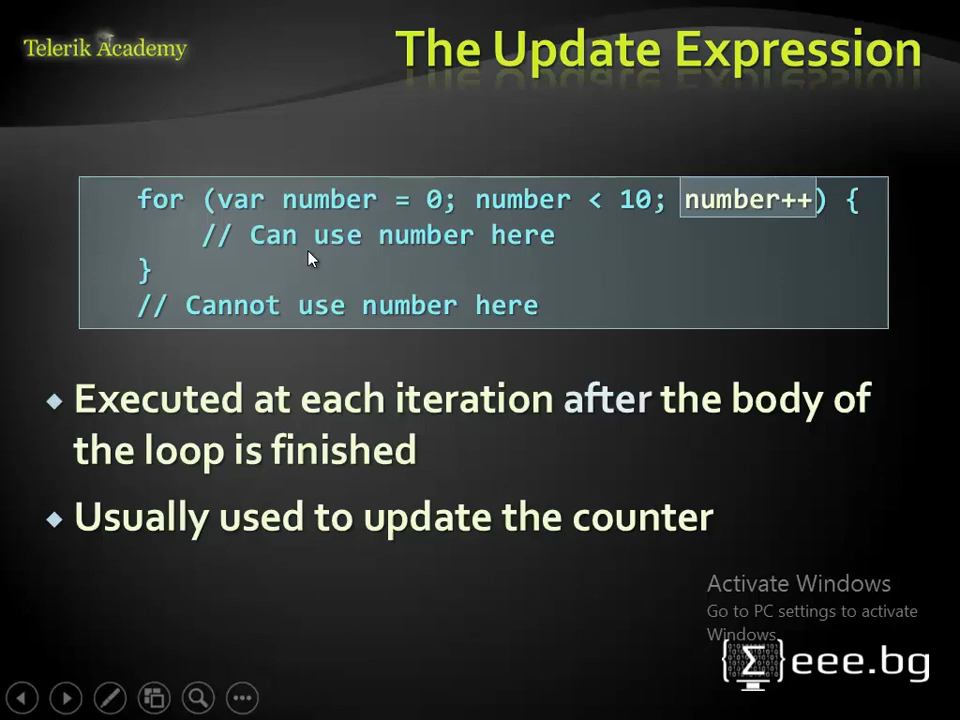 Telerik Academy
The Update Expression
for (var number = 0; number < 10; number++) {
// Can use number here
}
// Cannot use number here
Executed at each iteration after the body of
the loop is finished
Usually used to update the counter
Activate Windows
Go to PC settings to activate
Windows.
{Σ}eee.bg